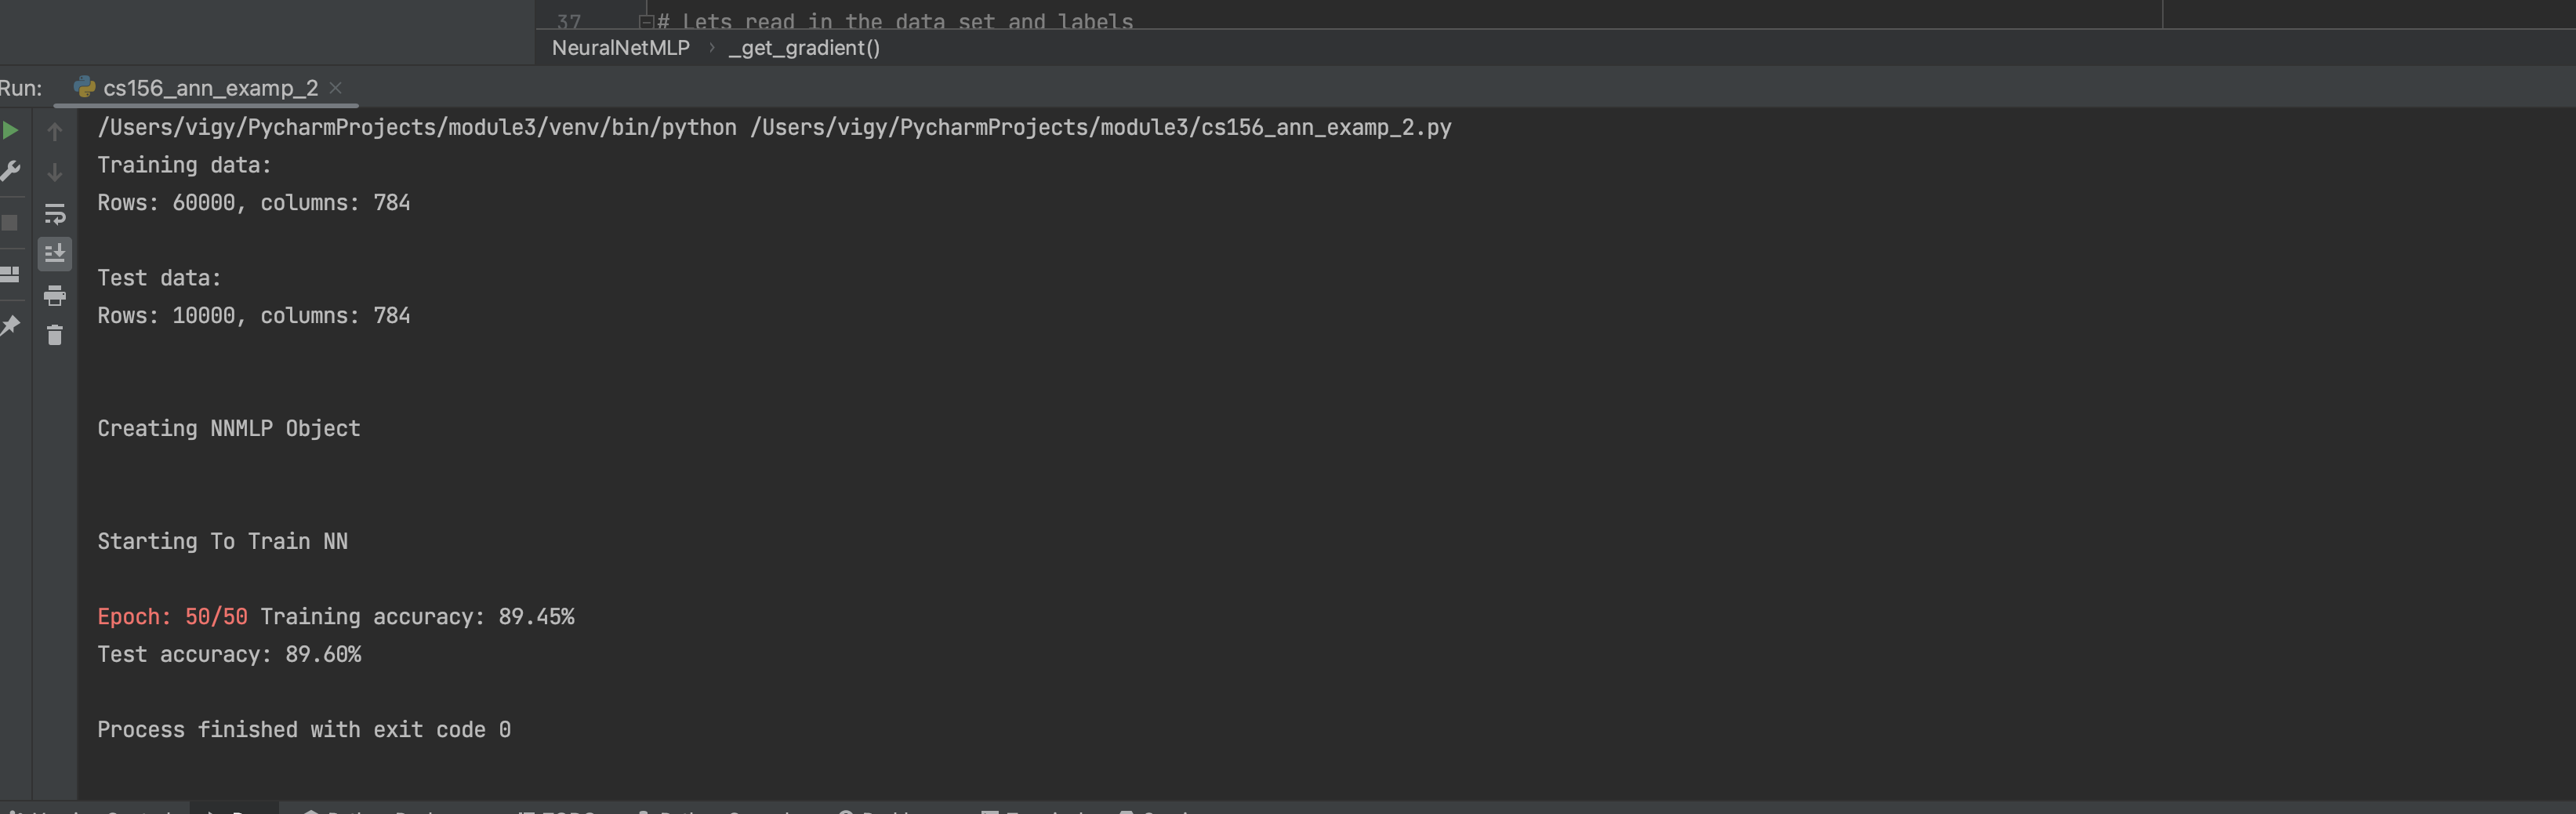 37 # Lets read in the data set and labels
NeuralNetMLP › _get_gradient()
Run: cs156_ann_examp_2
/Users/vigy/PycharmProjects/module3/venv/bin/python /Users/vigy/PycharmProjects/module3/cs156_ann_examp_2.py
Training data:
Rows: 60000, columns: 784
Test data:
Rows: 10000, columns: 784
Creating NNMLP Object
Starting To Train NN
Epoch: 50/50 Training accuracy: 89.45%
Test accuracy: 89.60%
Process finished with exit code 0